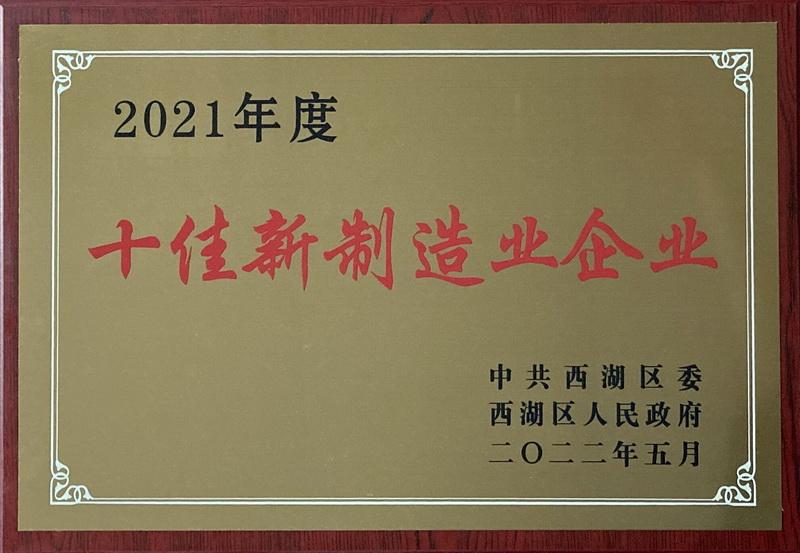 2021年度
十佳新制造业企业
中共西湖区委
西湖区人民政府
二〇二二年五月